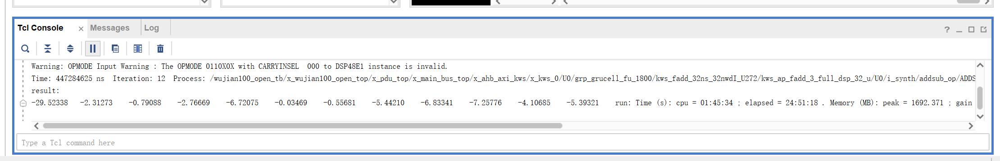 Tcl Console × Messages Log ? _
Warning: OPMODE Input Warning : The OPMODE 0110X0X with CARRYINSEL 000 to DSP48E1 instance is invalid.
Time: 447284625 ns Iteration: 12 Process: /wujian100_open_tb/x_wujian100_open_top/x_pdu_top/x_main_bus_top/x_ahb_axi_kws/x_kws_0/U0/grp_grucell_fu_1800/kws_fadd_32ns_32nwdI_U272/kws_ap_fadd_3_full_dsp_32_u/U0/i_synth/addsub_op/ADDS
result:
-29.52338 -2.31273 -0.79088 -2.76669 -6.72075 -0.03469 -0.55681 -5.44210 -6.83341 -7.25776 -4.10685 -5.39321 run: Time (s): cpu = 01:45:34 ; elapsed = 24:51:18 . Memory (MB): peak = 1692.371 ; gain
Type a Tcl command here